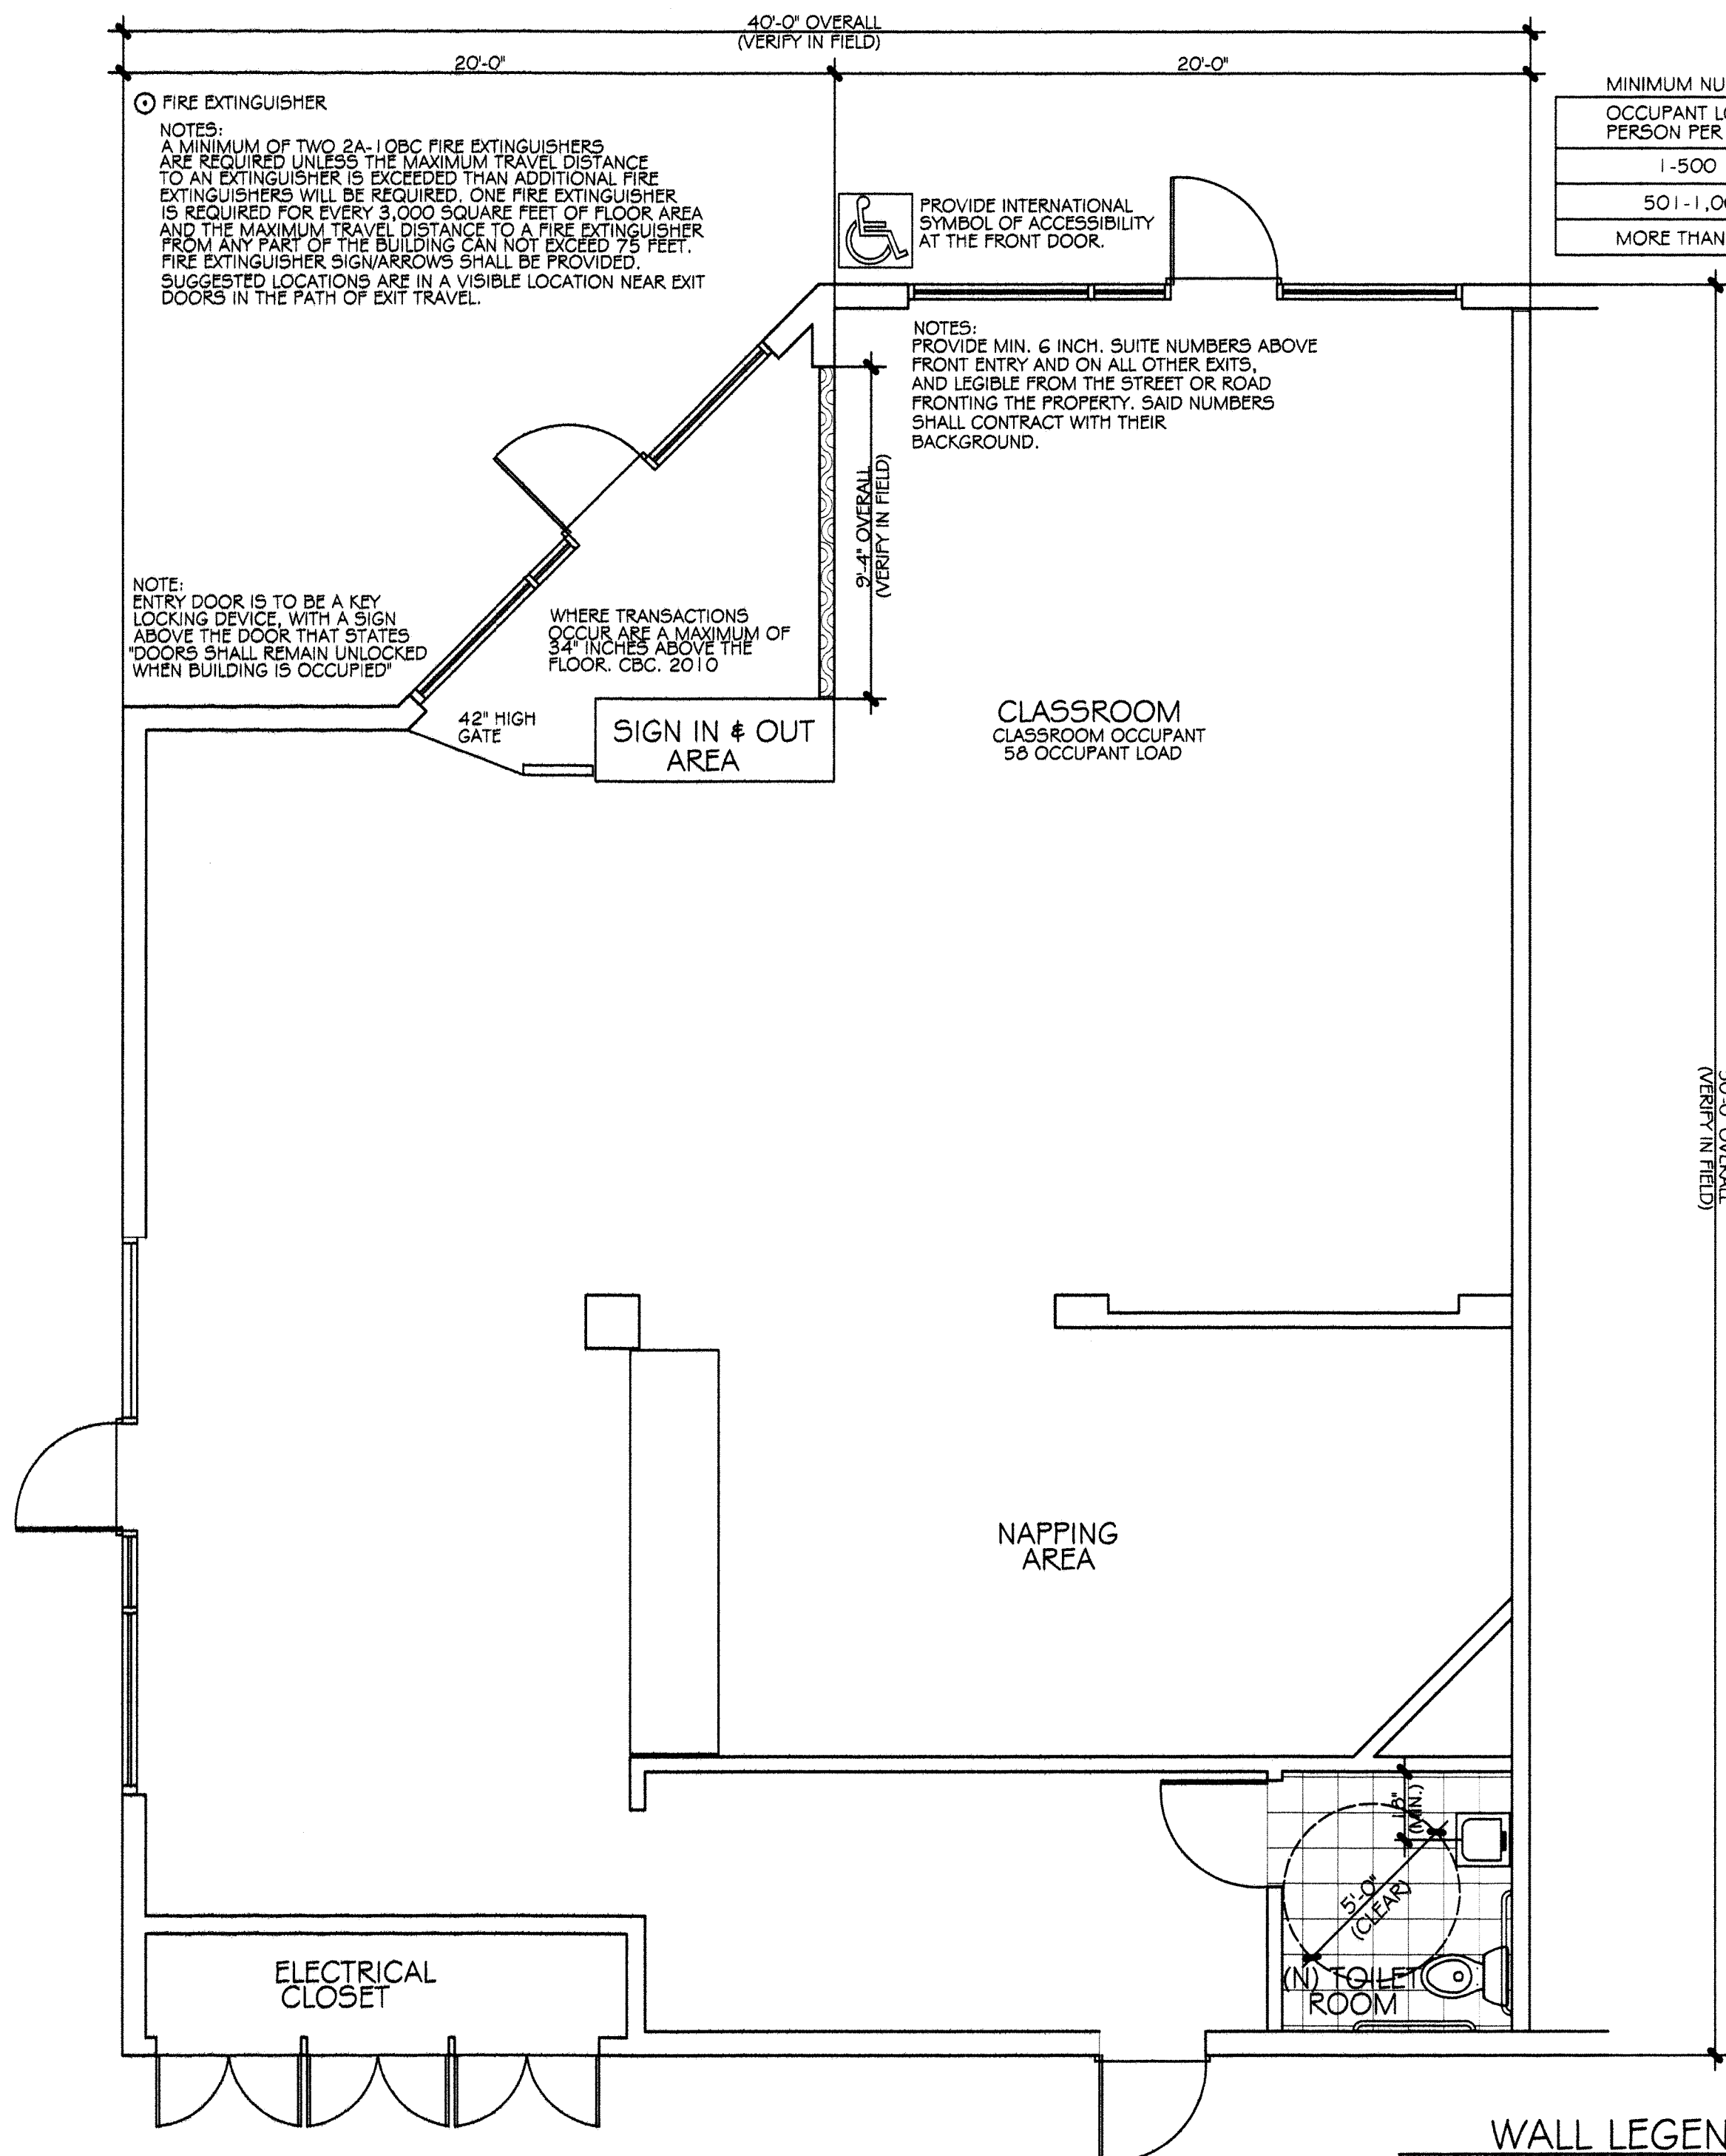 40'-0" OVERALL
(VERIFY IN FIELD)
20'-0"
20'-0"
FIRE EXTINGUISHER
NOTES:
A MINIMUM OF TWO 2A-10BC FIRE EXTINGUISHERS
ARE REQUIRED UNLESS THE MAXIMUM TRAVEL DISTANCE
TO AN EXTINGUISHER IS EXCEEDED THAN ADDITIONAL FIRE
EXTINGUISHERS WILL BE REQUIRED. ONE FIRE EXTINGUISHER
IS REQUIRED FOR EVERY 3,000 SQUARE FEET OF FLOOR AREA
AND THE MAXIMUM TRAVEL DISTANCE TO A FIRE EXTINGUISHER
FROM ANY PART OF THE BUILDING CAN NOT EXCEED 75 FEET.
FIRE EXTINGUISHER SIGN/ARROWS SHALL BE PROVIDED.
SUGGESTED LOCATIONS ARE IN A VISIBLE LOCATION NEAR EXIT
DOORS IN THE PATH OF EXIT TRAVEL.
MINIMUM NU
OCCUPANT LO
PERSON PER
1-500
501-1,00
MORE THAN
PROVIDE INTERNATIONAL
SYMBOL OF ACCESSIBILITY
AT THE FRONT DOOR.
NOTES:
PROVIDE MIN. 6 INCH. SUITE NUMBERS ABOVE
FRONT ENTRY AND ON ALL OTHER EXITS,
AND LEGIBLE FROM THE STREET OR ROAD
FRONTING THE PROPERTY. SAID NUMBERS
SHALL CONTRACT WITH THEIR
BACKGROUND.
9'-4" OVERALL
(VERIFY IN FIELD)
NOTE:
ENTRY DOOR IS TO BE A KEY
LOCKING DEVICE, WITH A SIGN
ABOVE THE DOOR THAT STATES
"DOORS SHALL REMAIN UNLOCKED
WHEN BUILDING IS OCCUPIED"
WHERE TRANSACTIONS
OCCUR ARE A MAXIMUM OF
34" INCHES ABOVE THE
FLOOR. CBC. 2010
42" HIGH
GATE
SIGN IN & OUT
AREA
CLASSROOM
CLASSROOM OCCUPANT
58 OCCUPANT LOAD
OVERALL
(VERIFY IN FIELD)
NAPPING
AREA
(MIN.)
5'-0"
(CLEAR)
(N) TOILET
ROOM
ELECTRICAL
CLOSET
WALL LEGEN